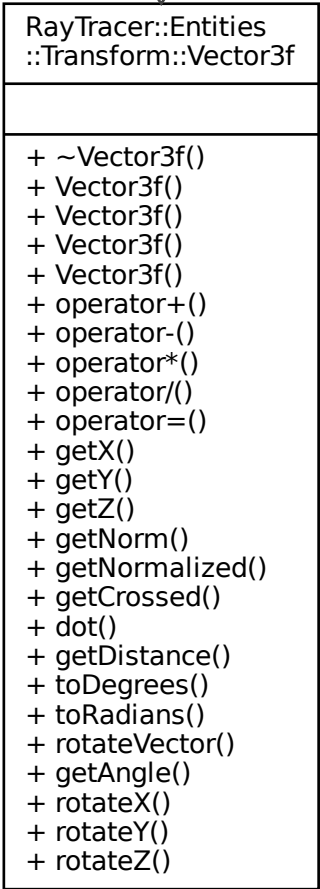 RayTracer::Entities
::Transform::Vector3f
+ ~Vector3f()
+ Vector3f()
+ Vector3f()
+ Vector3f()
+ Vector3f()
+ operator+()
+ operator-()
+ operator*()
+ operator/()
+ operator=()
+ getX()
+ getY()
+ getZ()
+ getNorm()
+ getNormalized()
+ getCrossed()
+ dot()
+ getDistance()
+ toDegrees()
+ toRadians()
+ rotateVector()
+ getAngle()
+ rotateX()
+ rotateY()
+ rotateZ()